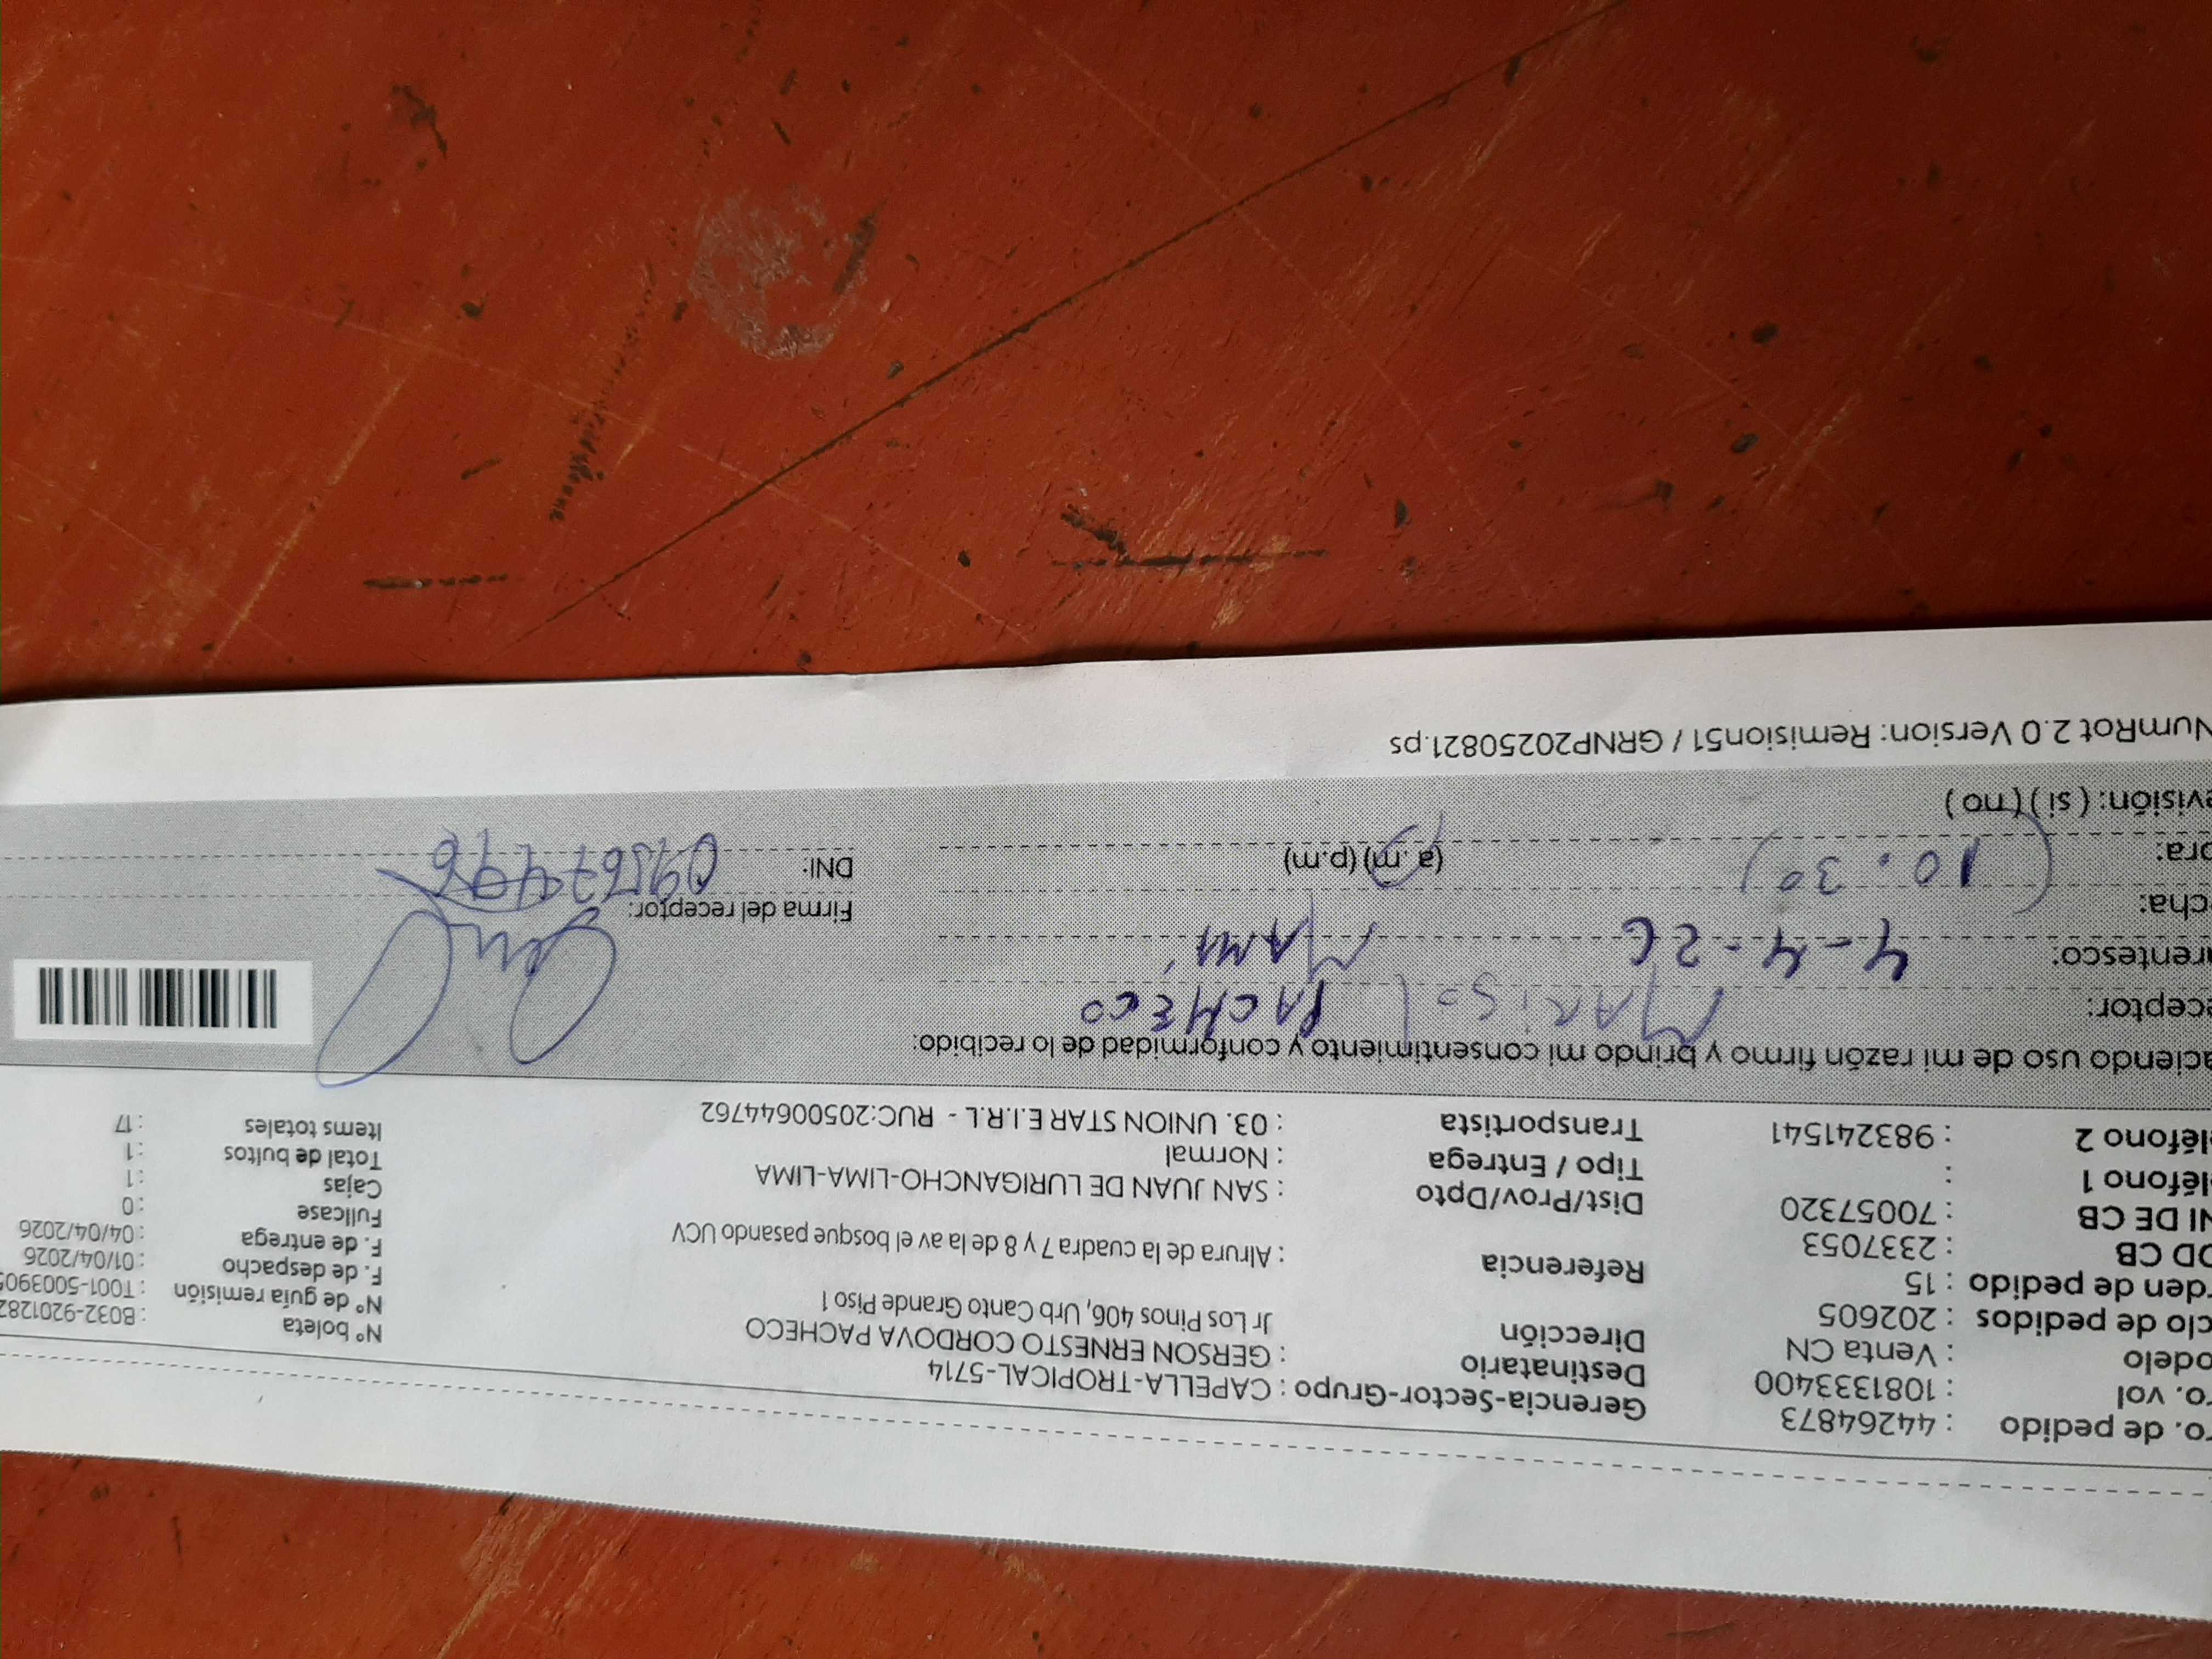 ro. de pedido : 44264873
ro. vol : 1081333400
odelo : Venta CN
clo de pedidos : 202605
rden de pedido : 15
OD CB : 2337053
NI DE CB : 70057320
léfono 1 :
léfono 2 : 983241541
Gerencia-Sector-Grupo : CAPELLA-TROPICAL-5714
Destinatario : GERSON ERNESTO CORDOVA PACHECO
Dirección Jr Los Pinos 406, Urb Canto Grande Piso 1
Referencia : Alrura de la cuadra 7 y 8 de la av el bosque pasando UCV
Dist/Prov/Dpto : SAN JUAN DE LURIGANCHO-LIMA-LIMA
Tipo / Entrega : Normal
Transportista : 03. UNION STAR E.I.R.L - RUC:20500644762
N° boleta : B032-9201282
N° de guía remisión : T001-5003905
F. de despacho : 01/04/2026
F. de entrega : 04/04/2026
Fullcase : 0
Cajas : 1
Total de bultos : 1
Items totales : 17
aciendo uso de mi razón firmo y brindo mi consentimiento y conformidad de lo recibido:
eceptor: MARISOL PACHECO
rentesco: MAMÁ
echa: 4-4-26
ora: (10.30) (a.m) (p.m)
evisión: ( si ) ( no )
Firma del receptor:
DNI: 09567496
NumRot 2.0 Version: Remision51 / GRNP20250821.ps